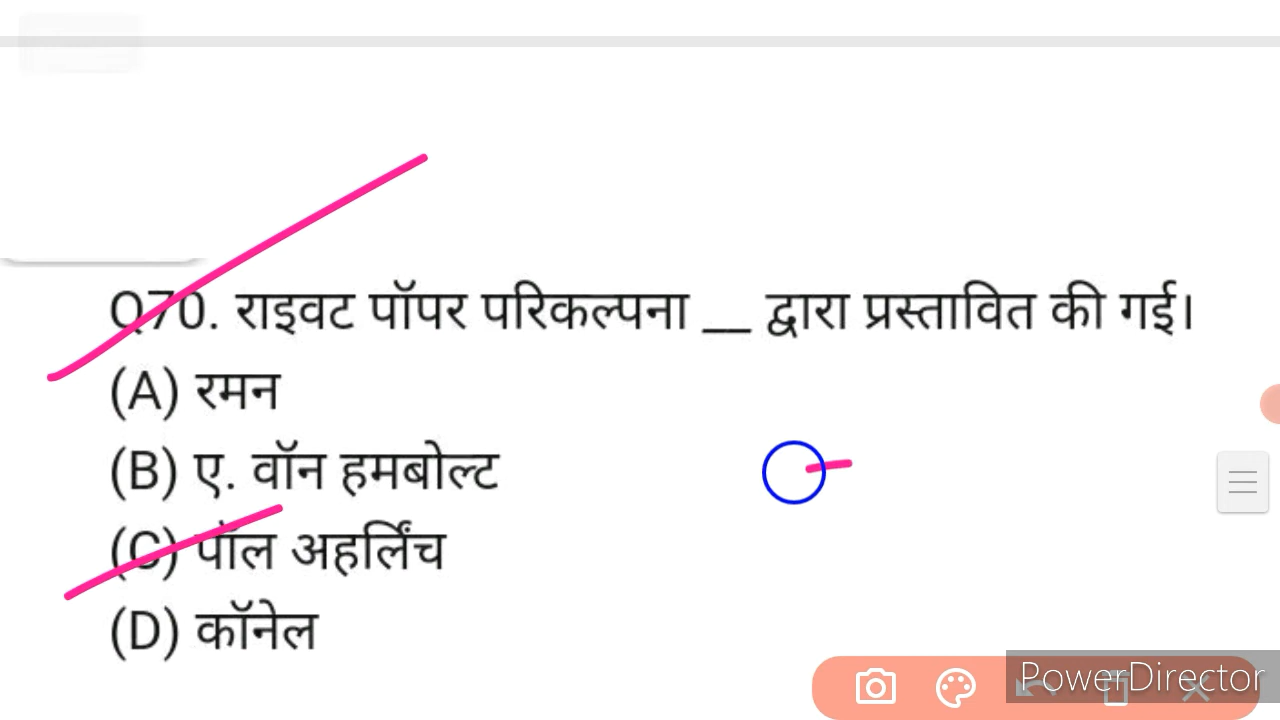 Q70. राइवट पॉपर परिकल्पना __ द्वारा प्रस्तावित की गई।
(A) रमन
(B) ए. वॉन हमबोल्ट
(C) पॉल अहर्लिंच
(D) कॉनेल
PowerDirector